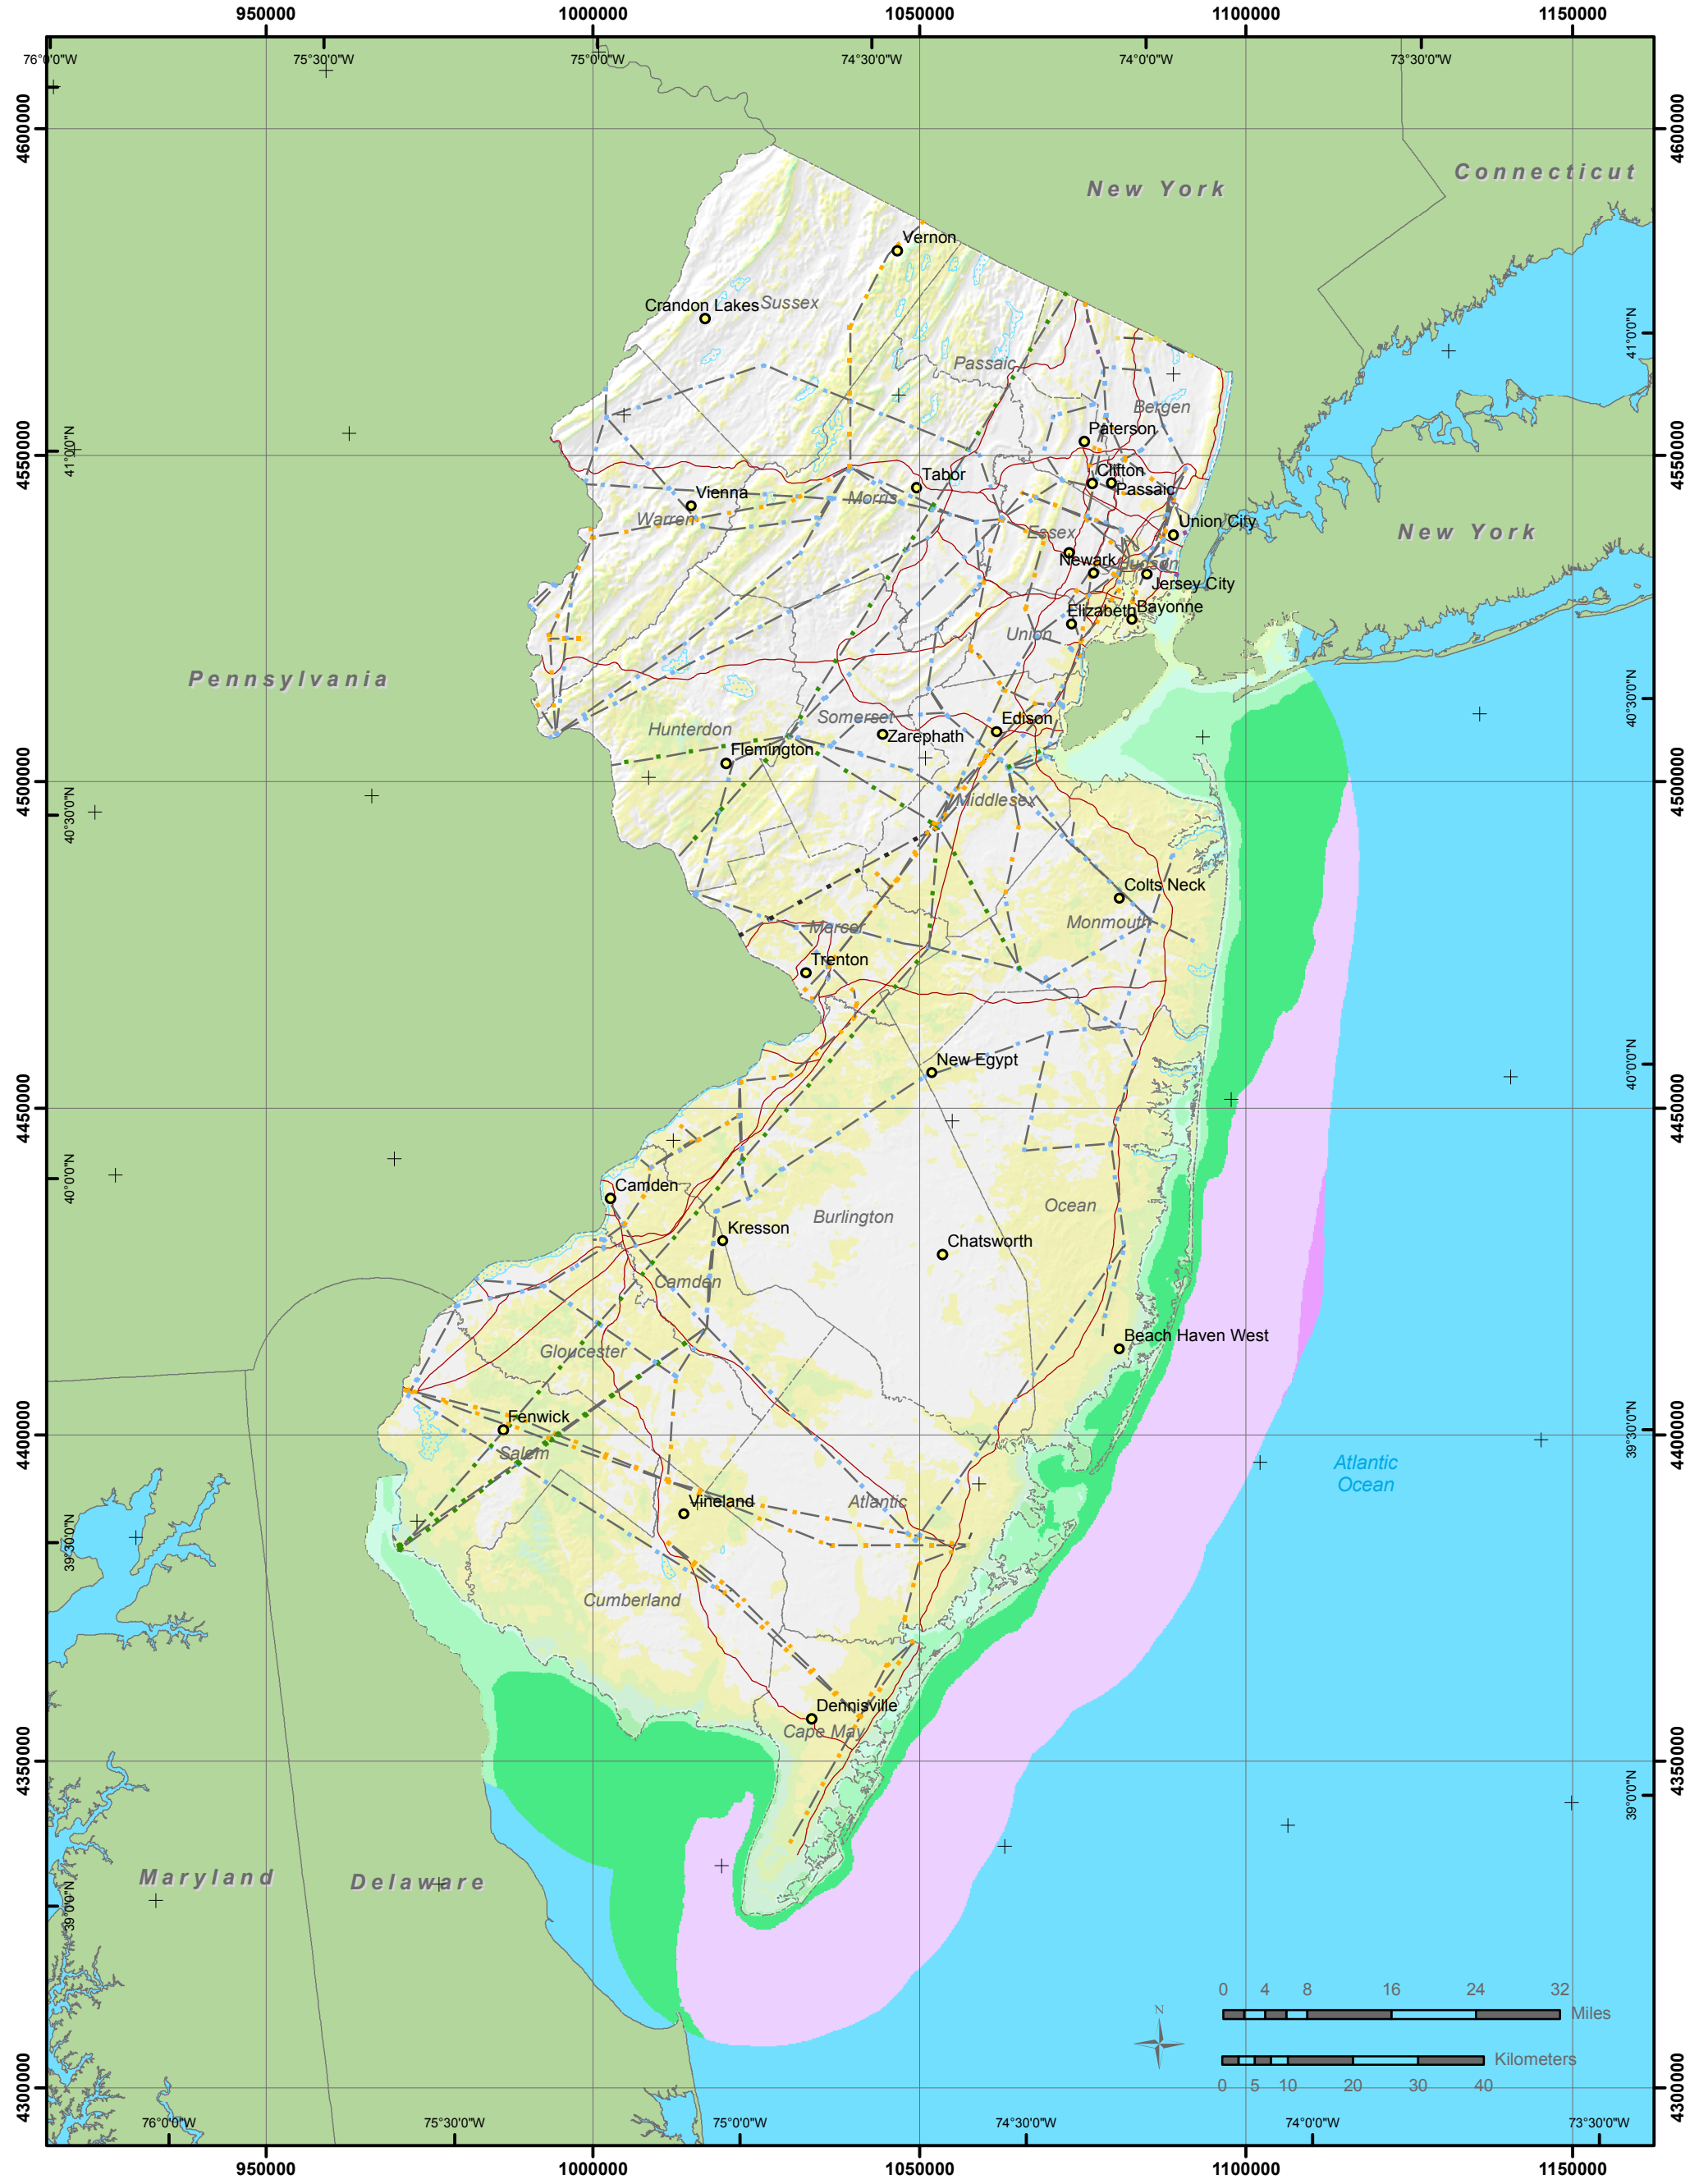 950000 1000000 1050000 1100000 1150000
76°0'0"W 75°30'0"W 75°0'0"W 74°30'0"W 74°0'0"W 73°30'0"W
4600000
4600000
Connecticut
New York
Vernon
Crandon Lakes
Sussex
41°0'0"N
Passaic
Bergen
Paterson
41°0'0"N
4550000
4550000
Clifton
Tabor
Passaic
Vienna
Morris
Warren
Union City
New York
Essex
Newark
Hudson
Jersey City
Elizabeth
Bayonne
Union
Pennsylvania
40°30'0"N
Somerset
Edison
Hunterdon
Zarephath
Flemington
4500000
4500000
Middlesex
40°30'0"N
Colts Neck
Monmouth
Mercer
Trenton
New Egypt
40°0'0"N
4450000
4450000
40°0'0"N
Camden
Ocean
Burlington
Kresson
Chatsworth
Camden
Beach Haven West
Gloucester
Fenwick
4400000
4400000
39°30'0"N
Salem
Atlantic
Ocean
Vineland
Atlantic
39°30'0"N
Cumberland
Dennisville
Cape May
4350000
4350000
39°0'0"N
Maryland
Delaware
39°0'0"N
0 4 8 16 24 32
Miles
N
Kilometers
0 5 10 20 30 40
4300000
4300000
76°0'0"W 75°30'0"W 75°0'0"W 74°30'0"W 74°0'0"W 73°30'0"W
950000 1000000 1050000 1100000 1150000